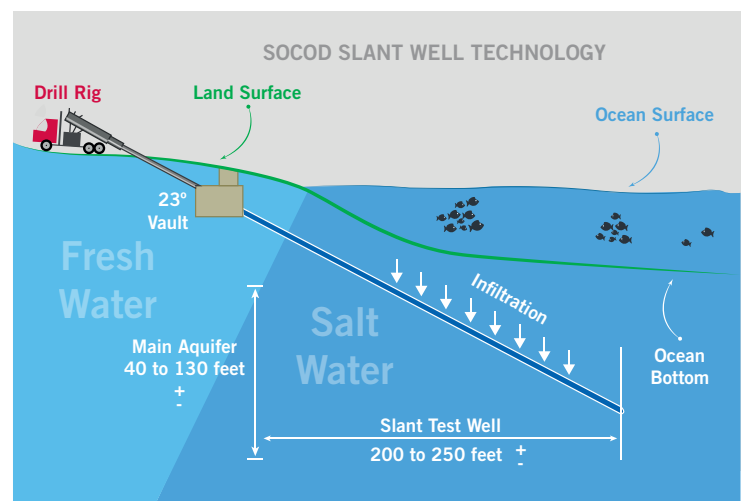 SOCOD SLANT WELL TECHNOLOGY
Drill Rig
Land Surface
Ocean Surface
23º
Vault
Fresh
Water
Infiltration
Salt
Water
Main Aquifer
40 to 130 feet
+
-
Ocean
Bottom
Slant Test Well
200 to 250 feet +
-